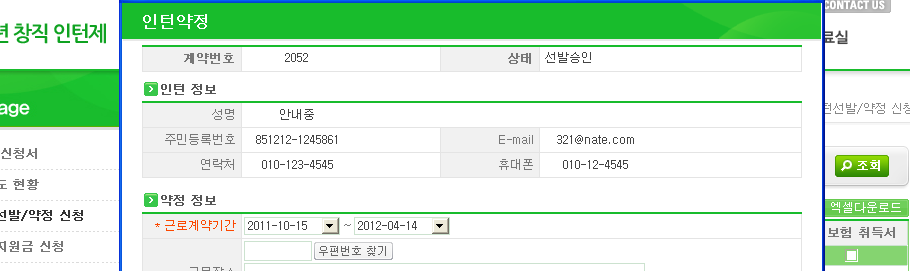 CONTACT US
년 창직 인턴제
인턴약정
료실
계약번호 2052 상태 선발승인
age
인턴 정보
턴선발/약정 신청
성명 안내중
신청서
주민등록번호 851212-1245861 E-mail 321@nate.com
연락처 010-123-4545 휴대폰 010-12-4545
조회
도 현황
약정 정보
엑셀다운로드
선발/약정 신청
* 근로계약기간 2011-10-15 ~ 2012-04-14
보험 취득서
지원금 신청
우편번호 찾기